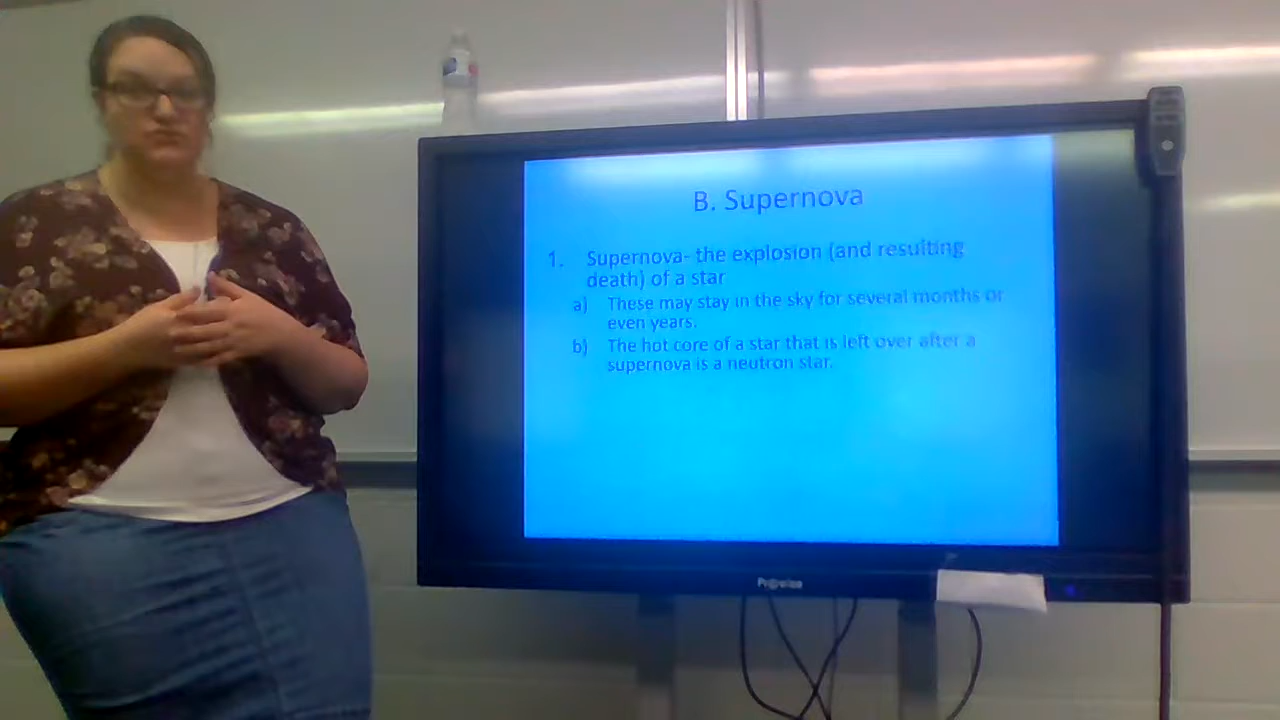 B. Supernova
1. Supernova- the explosion (and resulting
death) of a star
a) These may stay in the sky for several months or
even years.
b) The hot core of a star that is left over after a
supernova is a neutron star.
Prowise